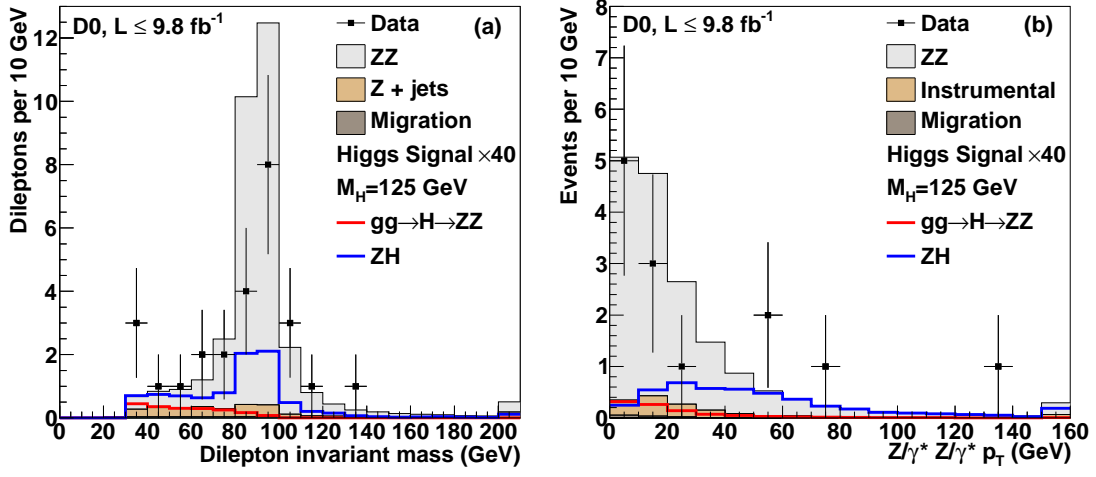 D0, L ≤ 9.8 fb⁻¹
(a)
Data
ZZ
Z + jets
Migration
Higgs Signal ×40
M_H=125 GeV
gg→H→ZZ
ZH
Dileptons per 10 GeV
12
10
8
6
4
2
0
0 20 40 60 80 100 120 140 160 180 200
Dilepton invariant mass (GeV)
D0, L ≤ 9.8 fb⁻¹
(b)
Data
ZZ
Instrumental
Migration
Higgs Signal ×40
M_H=125 GeV
gg→H→ZZ
ZH
Events per 10 GeV
8
7
6
5
4
3
2
1
0
0 20 40 60 80 100 120 140 160
Z/γ* Z/γ* p_T (GeV)